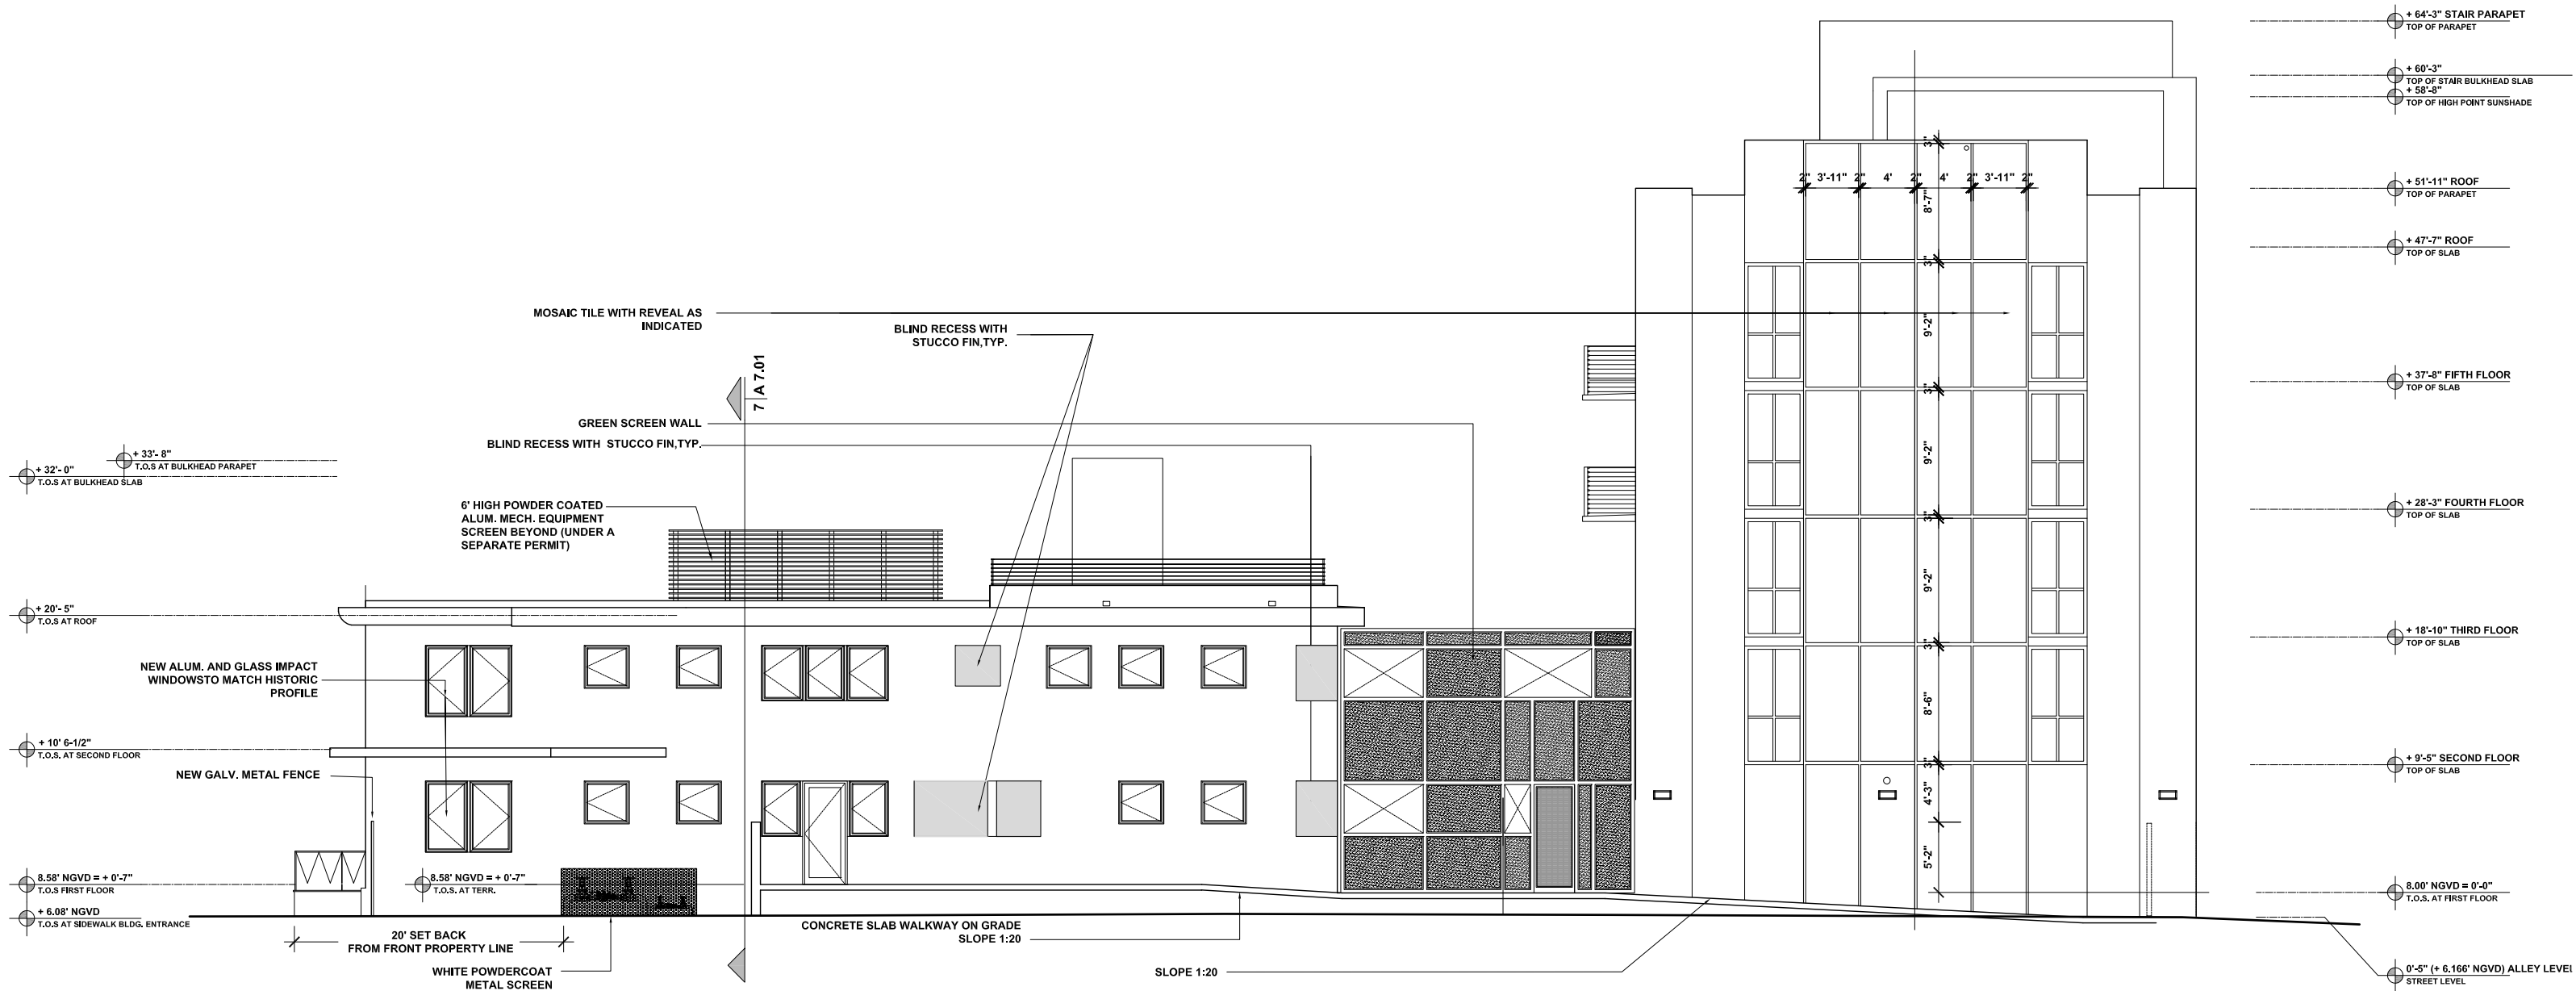 + 64'-3" STAIR PARAPET
TOP OF PARAPET
+ 60'-3"
TOP OF STAIR BULKHEAD SLAB
+ 58'-8"
TOP OF HIGH POINT SUNSHADE
+ 51'-11" ROOF
TOP OF PARAPET
+ 47'-7" ROOF
TOP OF SLAB
+ 37'-8" FIFTH FLOOR
TOP OF SLAB
+ 28'-3" FOURTH FLOOR
TOP OF SLAB
+ 18'-10" THIRD FLOOR
TOP OF SLAB
+ 9'-5" SECOND FLOOR
TOP OF SLAB
8.00' NGVD = 0'-0"
T.O.S. AT FIRST FLOOR
0'-5" (+ 6.166' NGVD) ALLEY LEVEL
STREET LEVEL
3"
2" 3'-11" 2" 4' 2" 4' 2" 3'-11" 2"
8'-7"
3"
9'-2"
3"
9'-2"
3"
9'-2"
3"
8'-6"
3"
4'-3"
5'-2"
MOSAIC TILE WITH REVEAL AS
INDICATED
BLIND RECESS WITH
STUCCO FIN,TYP.
7 A 7.01
GREEN SCREEN WALL
BLIND RECESS WITH STUCCO FIN,TYP.
6' HIGH POWDER COATED
ALUM. MECH. EQUIPMENT
SCREEN BEYOND (UNDER A
SEPARATE PERMIT)
+ 33'- 8"
T.O.S AT BULKHEAD PARAPET
+ 32'- 0"
T.O.S AT BULKHEAD SLAB
+ 20'- 5"
T.O.S AT ROOF
NEW ALUM. AND GLASS IMPACT
WINDOWSTO MATCH HISTORIC
PROFILE
+ 10' 6-1/2"
T.O.S. AT SECOND FLOOR
NEW GALV. METAL FENCE
8.58' NGVD = + 0'-7"
T.O.S FIRST FLOOR
8.58' NGVD = + 0'-7"
T.O.S. AT TERR.
+ 6.08' NGVD
T.O.S AT SIDEWALK BLDG. ENTRANCE
20' SET BACK
FROM FRONT PROPERTY LINE
WHITE POWDERCOAT
METAL SCREEN
CONCRETE SLAB WALKWAY ON GRADE
SLOPE 1:20
SLOPE 1:20